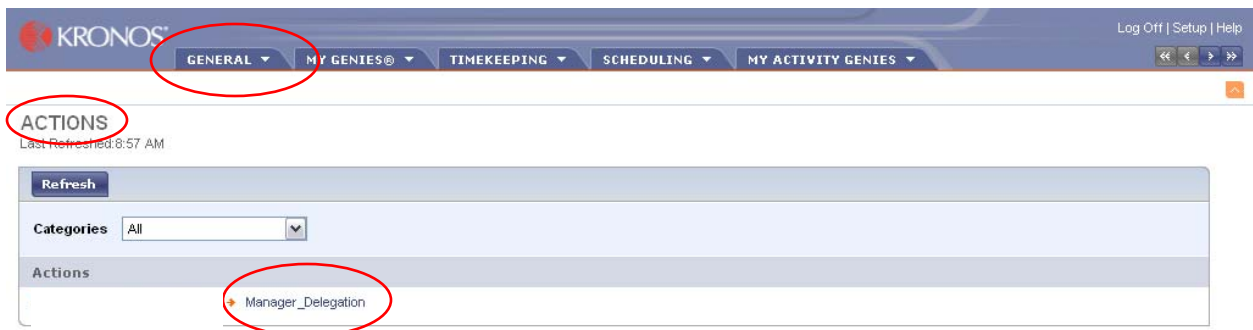 KRONOS®
Log Off | Setup | Help
GENERAL MY GENIES® TIMEKEEPING SCHEDULING MY ACTIVITY GENIES
ACTIONS
Last Refreshed:8:57 AM
Refresh
Categories All
Actions
Manager_Delegation